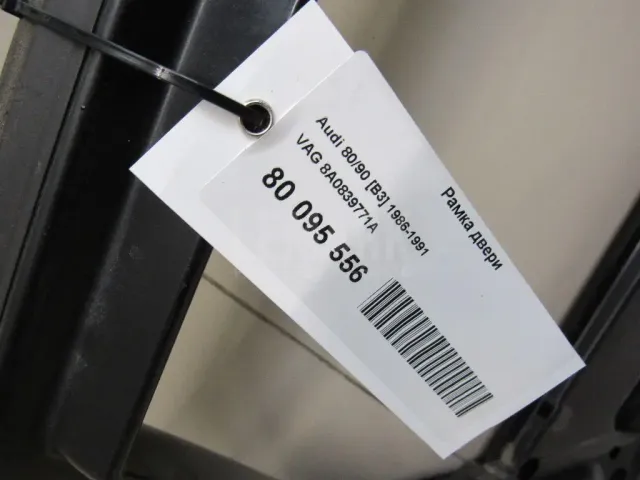 Рамка двери
Audi 80/90 [B3] 1986-1991
VAG 8A0839771A
80 095 556